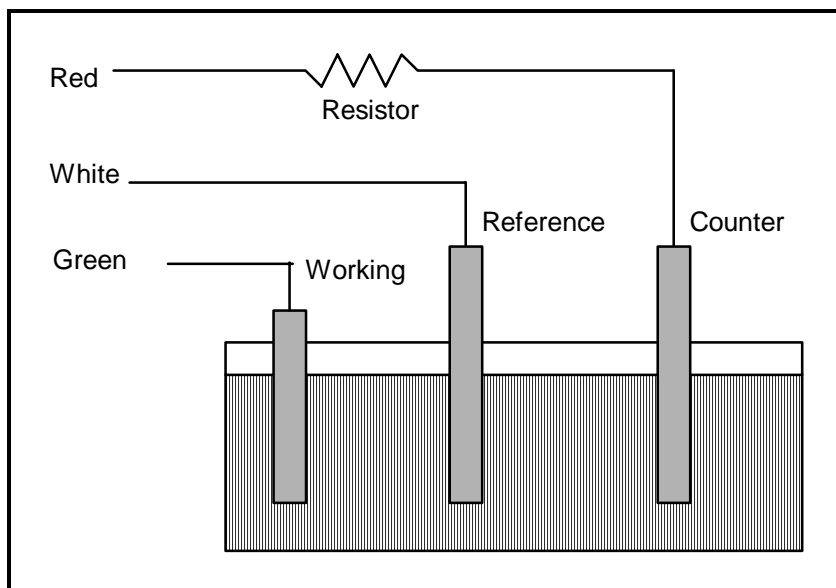 Red
Resistor
White
Reference
Counter
Green
Working